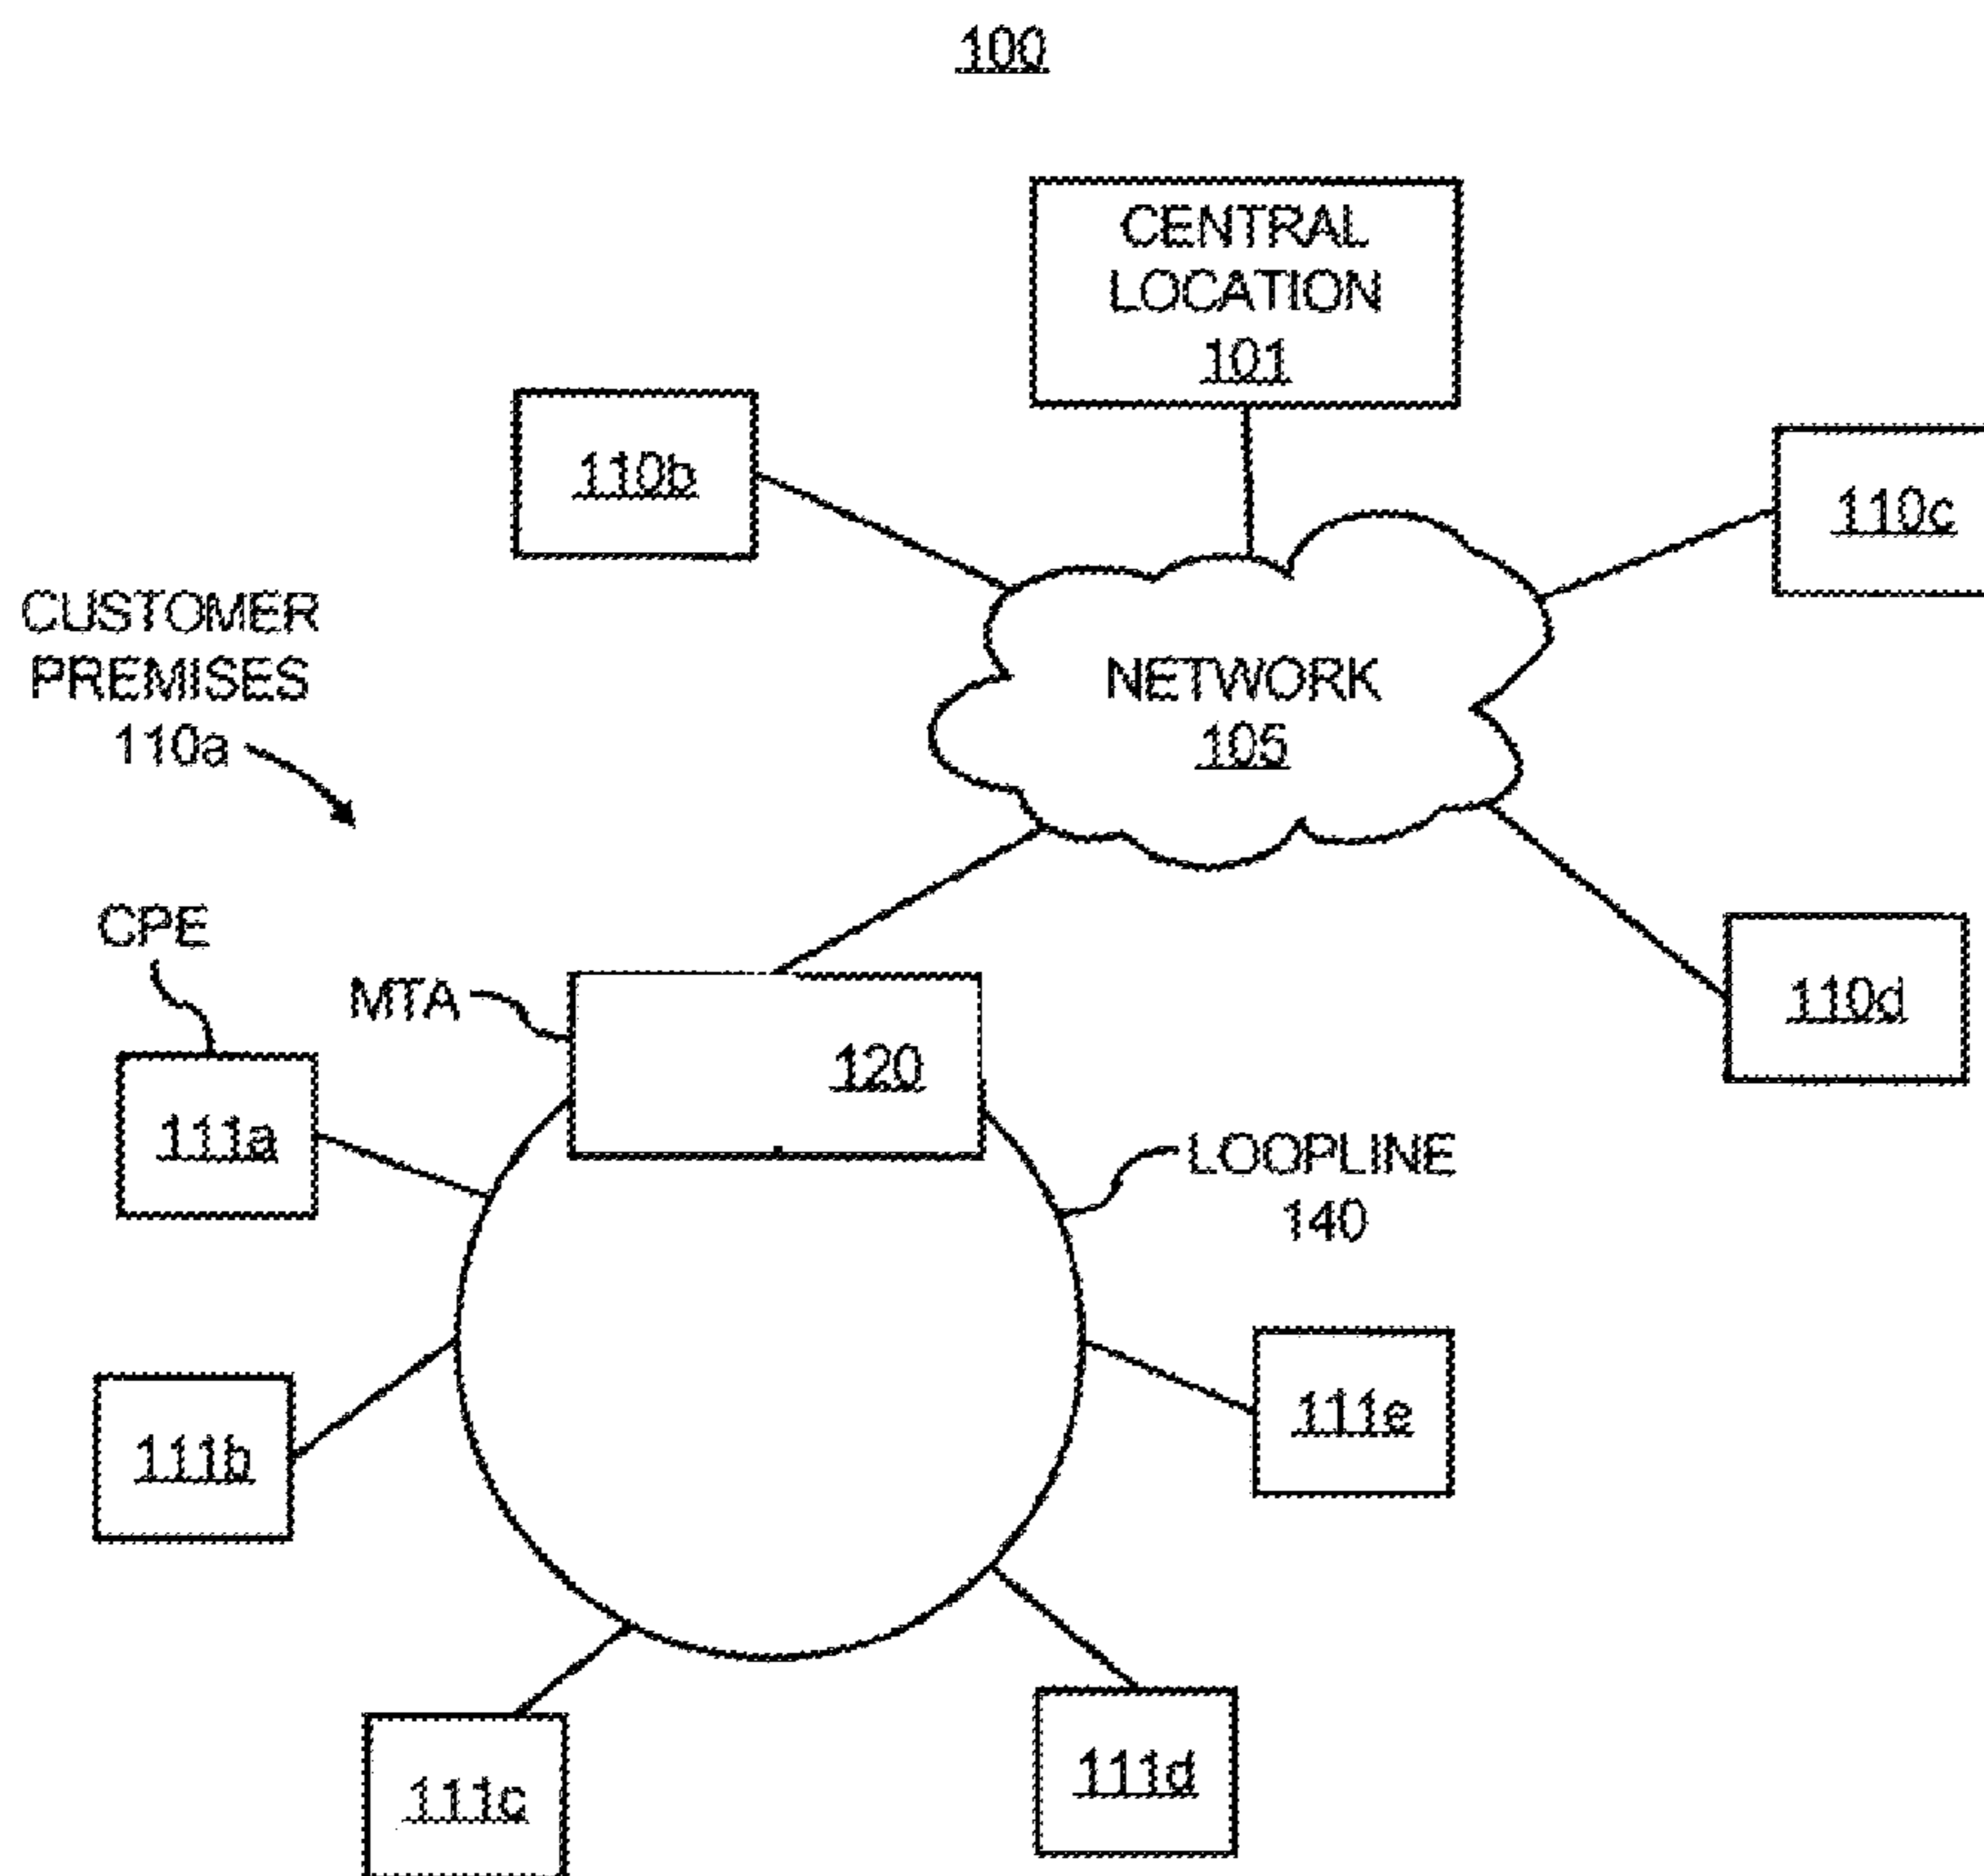 100
CENTRAL
LOCATION
101
110b
110c
CUSTOMER
PREMISES
110a
NETWORK
105
CPE
MTA
120
110d
111a
LOOPLINE
140
111b
111e
111c
111d